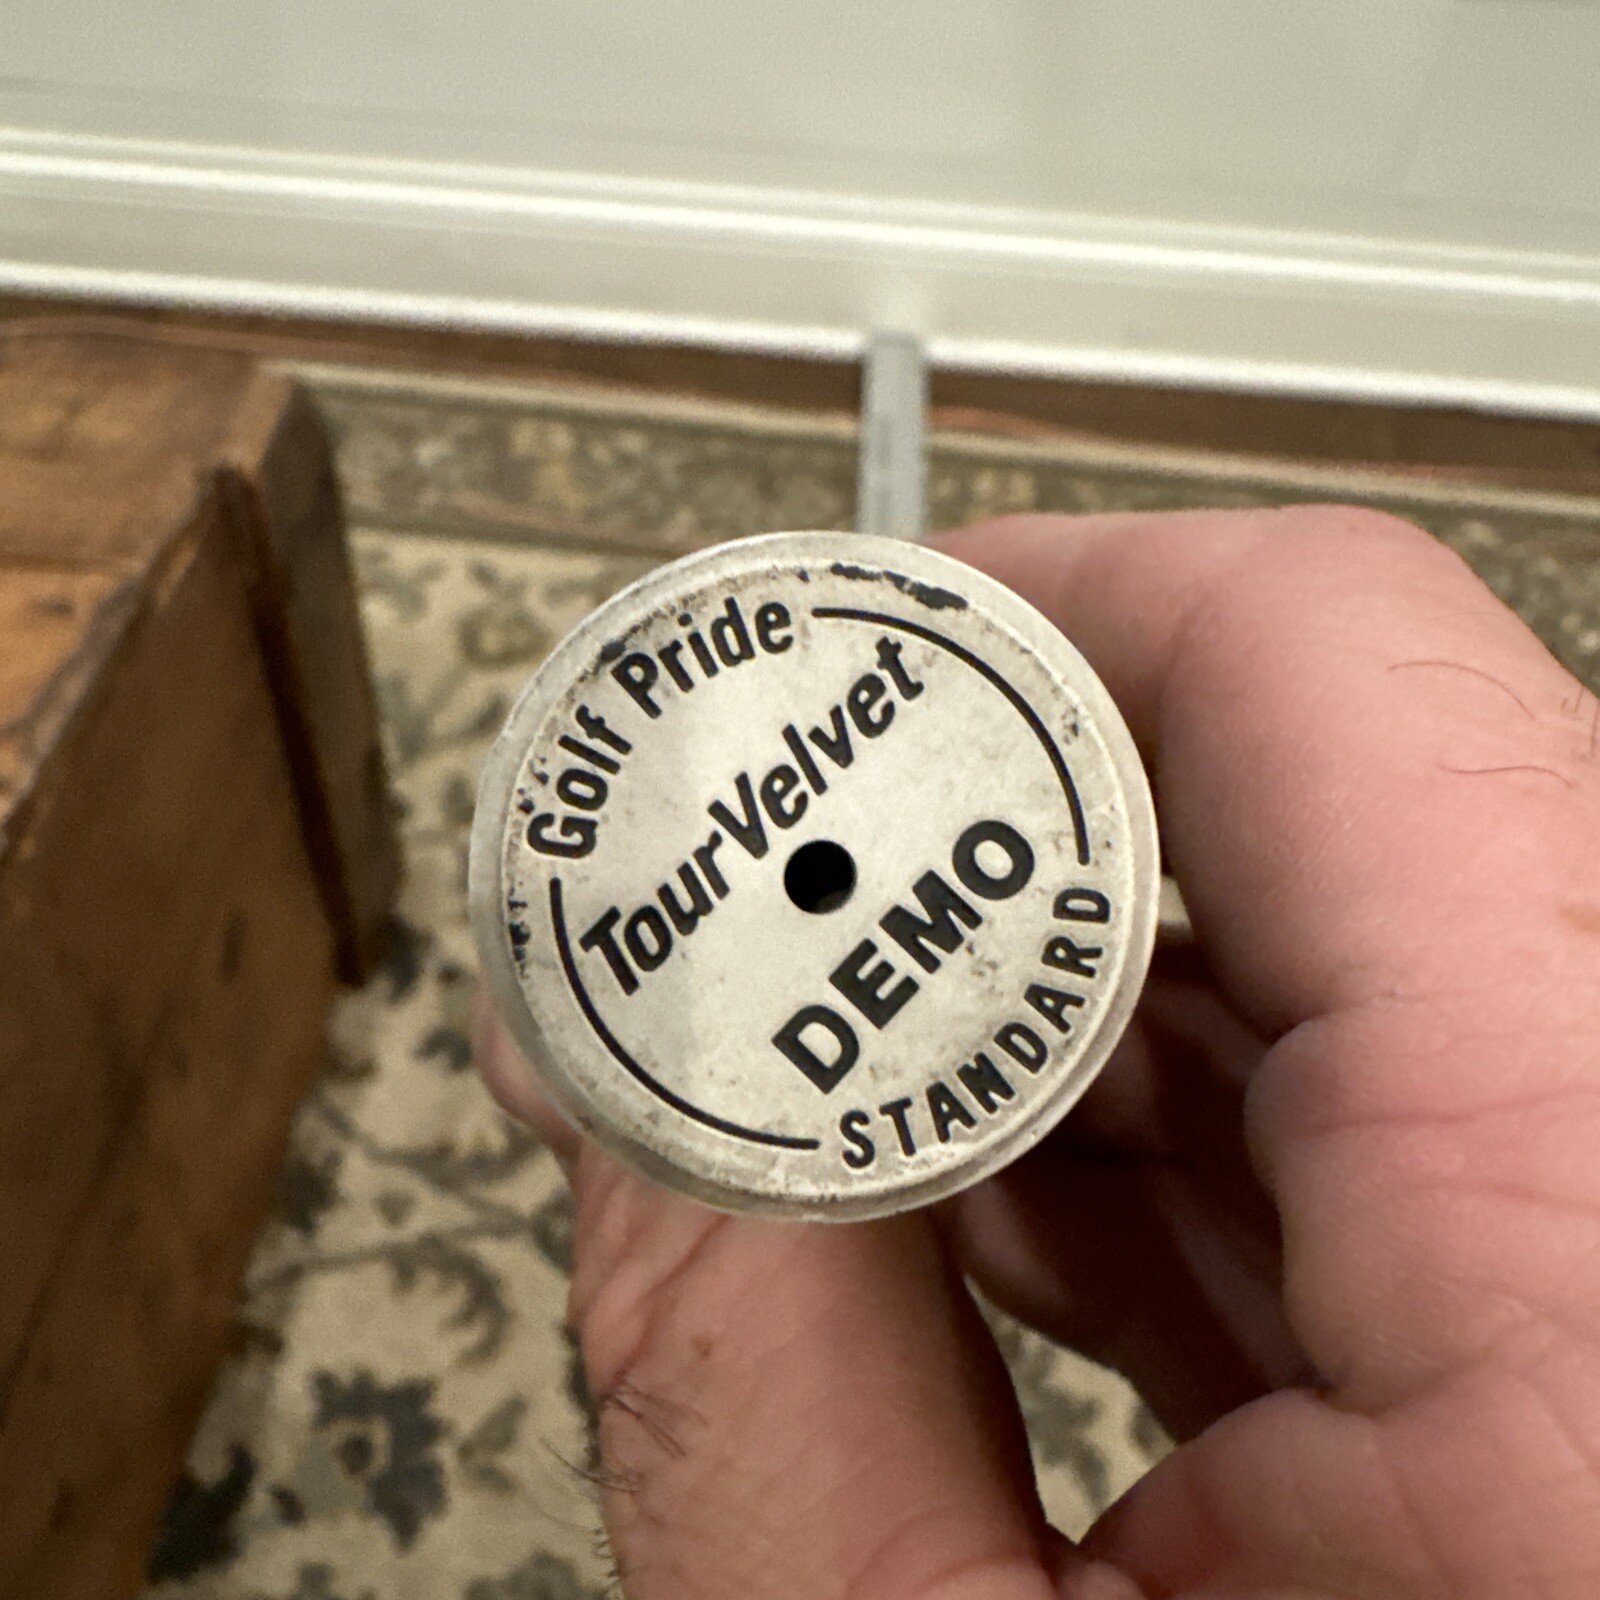 Golf Pride
TourVelvet
DEMO
STANDARD